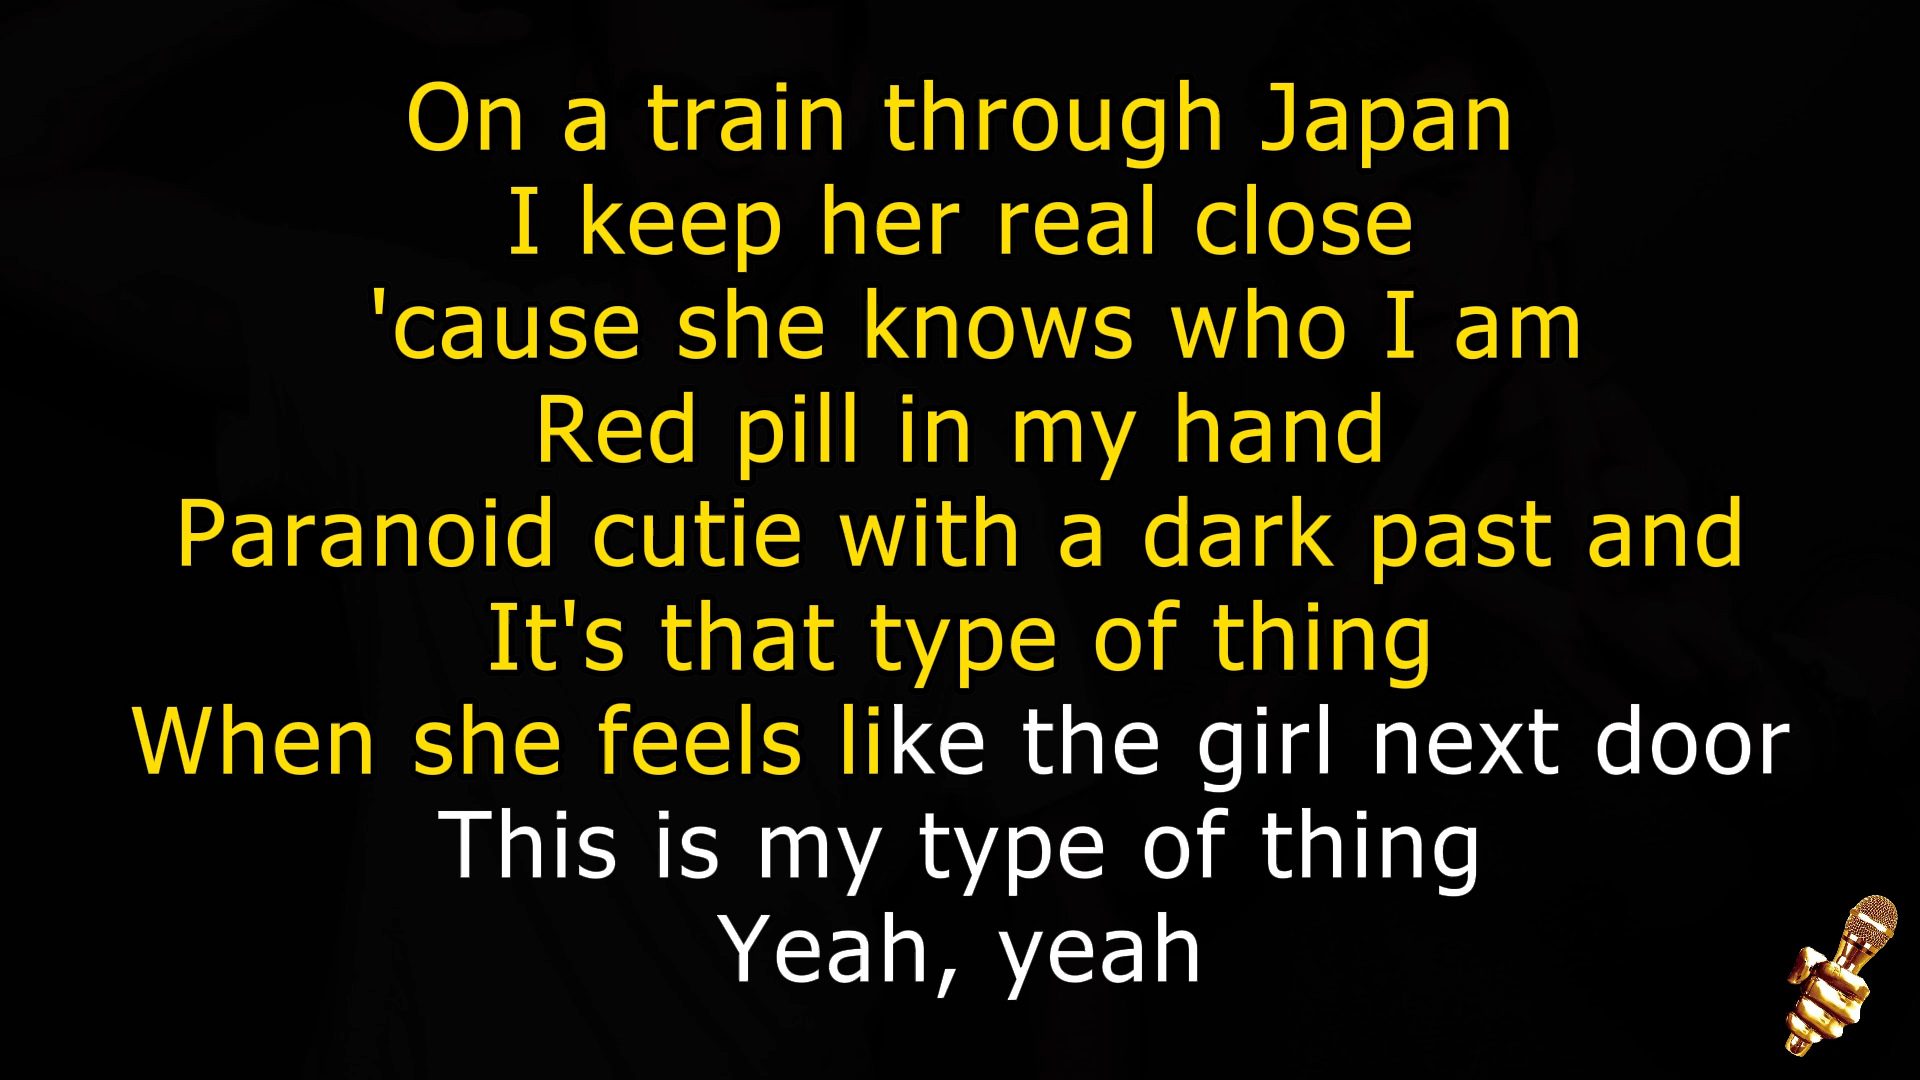 On a train through Japan
I keep her real close
'cause she knows who I am
Red pill in my hand
Paranoid cutie with a dark past and
It's that type of thing
When she feels like the girl next door
This is my type of thing
Yeah, yeah